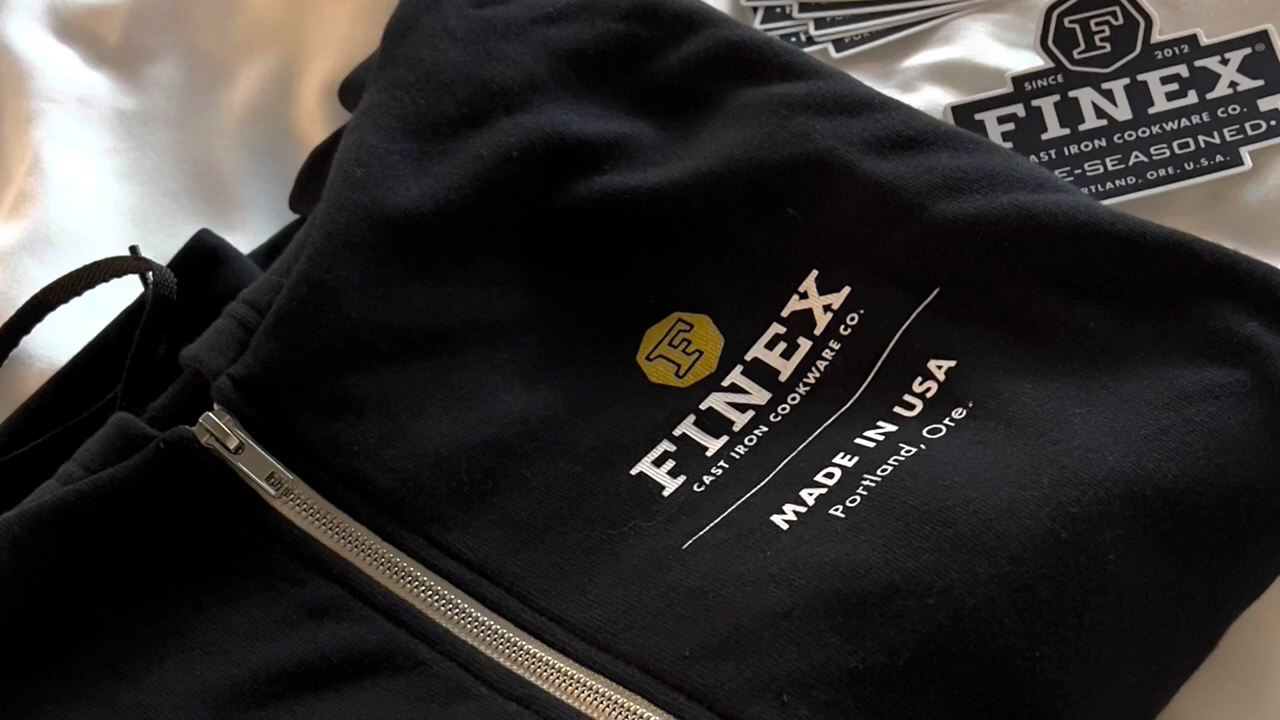 F
FINEX
CAST IRON COOKWARE CO.
MADE IN USA
Portland, Ore.
F
SINCE 2012
FINEX®
CAST IRON COOKWARE CO.
SEASONED
ORE. U.S.A.